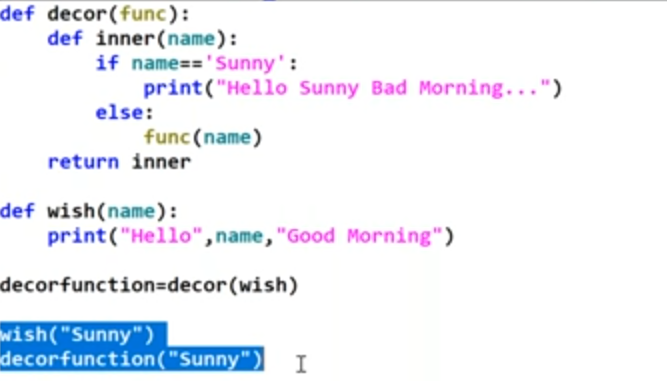 def decor(func):
    def inner(name):
        if name=='Sunny':
            print("Hello Sunny Bad Morning...")
        else:
            func(name)
    return inner

def wish(name):
    print("Hello",name,"Good Morning")

decorfunction=decor(wish)

wish("Sunny")
decorfunction("Sunny")